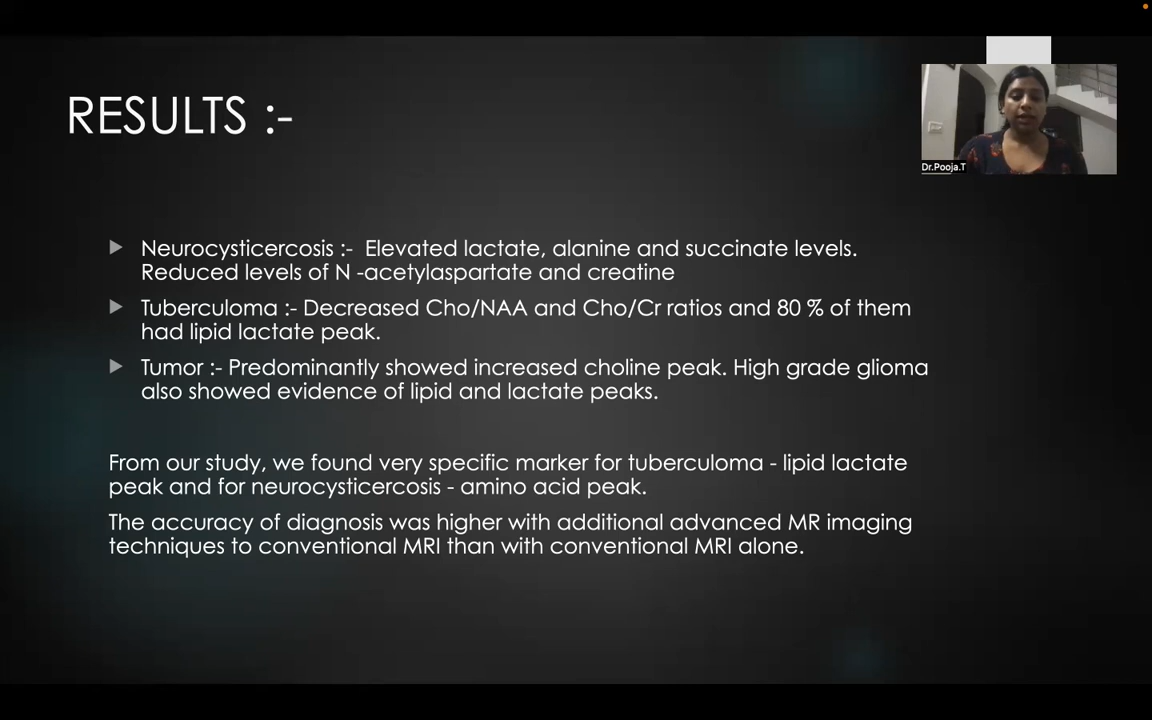 RESULTS :-
Dr.Pooja.T
Neurocysticercosis :- Elevated lactate, alanine and succinate levels.
Reduced levels of N -acetylaspartate and creatine
Tuberculoma :- Decreased Cho/NAA and Cho/Cr ratios and 80 % of them
had lipid lactate peak.
Tumor :- Predominantly showed increased choline peak. High grade glioma
also showed evidence of lipid and lactate peaks.
From our study, we found very specific marker for tuberculoma - lipid lactate
peak and for neurocysticercosis - amino acid peak.
The accuracy of diagnosis was higher with additional advanced MR imaging
techniques to conventional MRI than with conventional MRI alone.